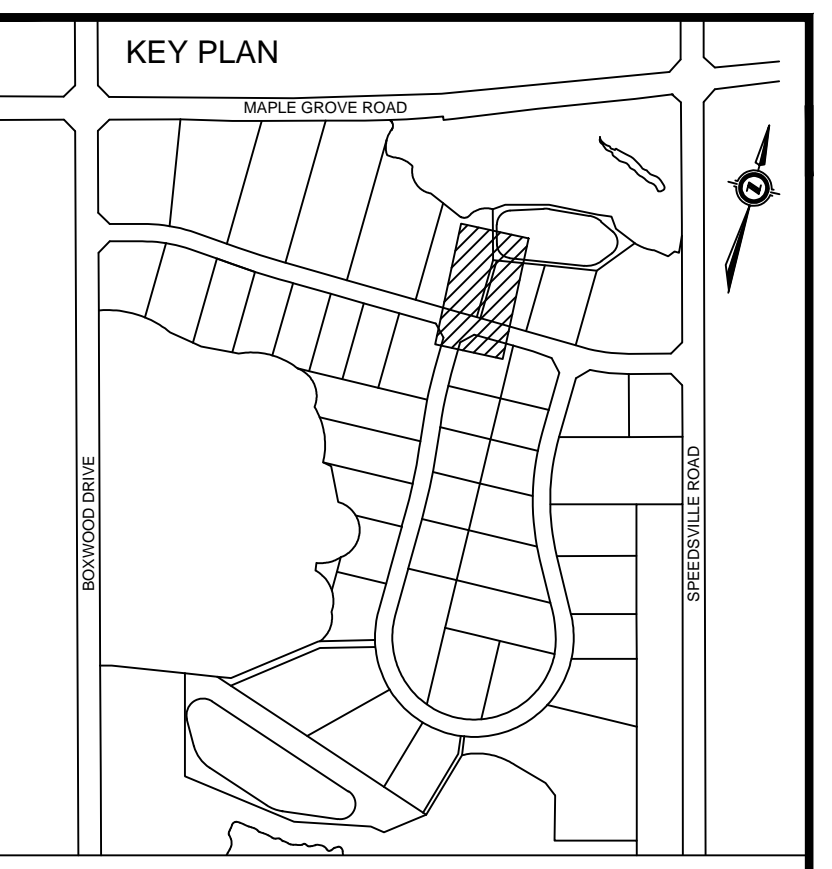 KEY PLAN
MAPLE GROVE ROAD
BOXWOOD DRIVE
SPEEDSVILLE ROAD
N